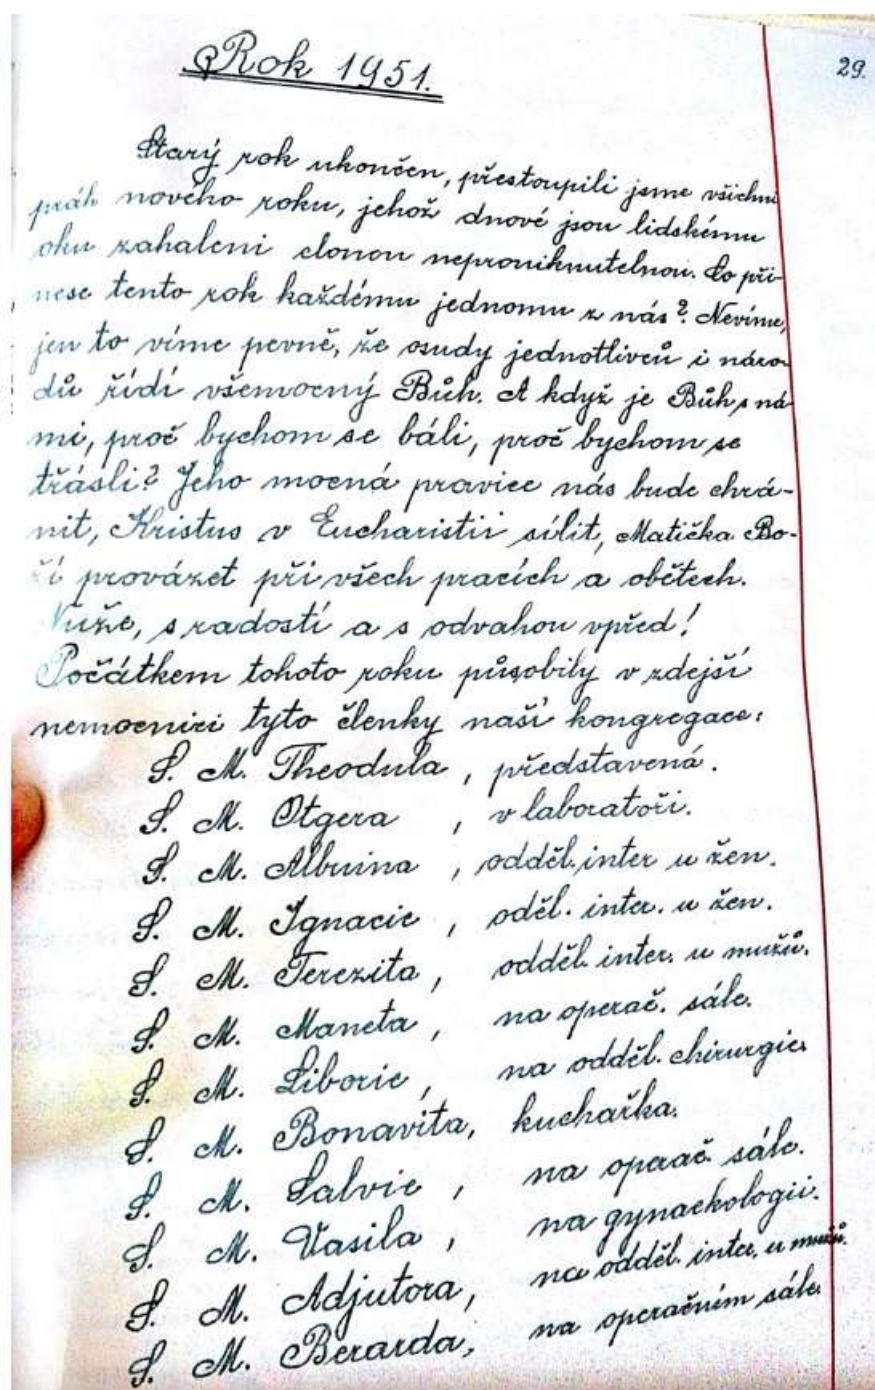 Rok 1951.
29.
Starý rok ukončen, přestoupili jsme všichni
práh nového roku, jehož dnové jsou lidskému
oku zahaleni clonou neproniknutelnou. Co při-
nese tento rok každému jednomu z nás? Nevíme,
jen to víme pevně, že osudy jednotlivců i náro-
dů řídí všemocný Bůh. A když je Bůh s ná-
mi, proč bychom se báli, proč bychom se
třásli? Jeho mocná pravice nás bude chrá-
nit, Kristus v Eucharistii sílit, Matička Bo-
ží provázet při všech pracích a obětech.
Nuže, s radostí a s odvahou vpřed!
Počátkem tohoto roku působily v zdejší
nemocnici tyto členky naší kongregace:
S. M. Theodula, představená.
S. M. Otgera, v laboratoři.
S. M. Albuina, odděl. inter u žen.
S. M. Ignacie, oděl. inter. u žen.
S. M. Terezita, odděl. inter. u mužů.
S. M. Maneta, na operač. sále.
S. M. Liborie, na odděl. chirurgie.
S. M. Bonavita, kuchařka.
S. M. Salvie, na operač. sále.
S. M. Vasila, na gynaekologii.
S. M. Adjutora, na odděl. inter. u mužů.
S. M. Berarda, na operačním sále.